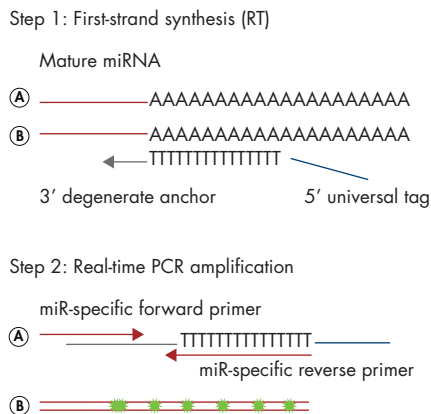 Step 1: First-strand synthesis (RT)
Mature miRNA
A AAAAAAAAAAAAAAAAAAAA
B AAAAAAAAAAAAAAAAAAAA
TTTTTTTTTTTTTTT
3’ degenerate anchor 5’ universal tag
Step 2: Real-time PCR amplification
miR-specific forward primer
A TTTTTTTTTTTTTTT
miR-specific reverse primer
B